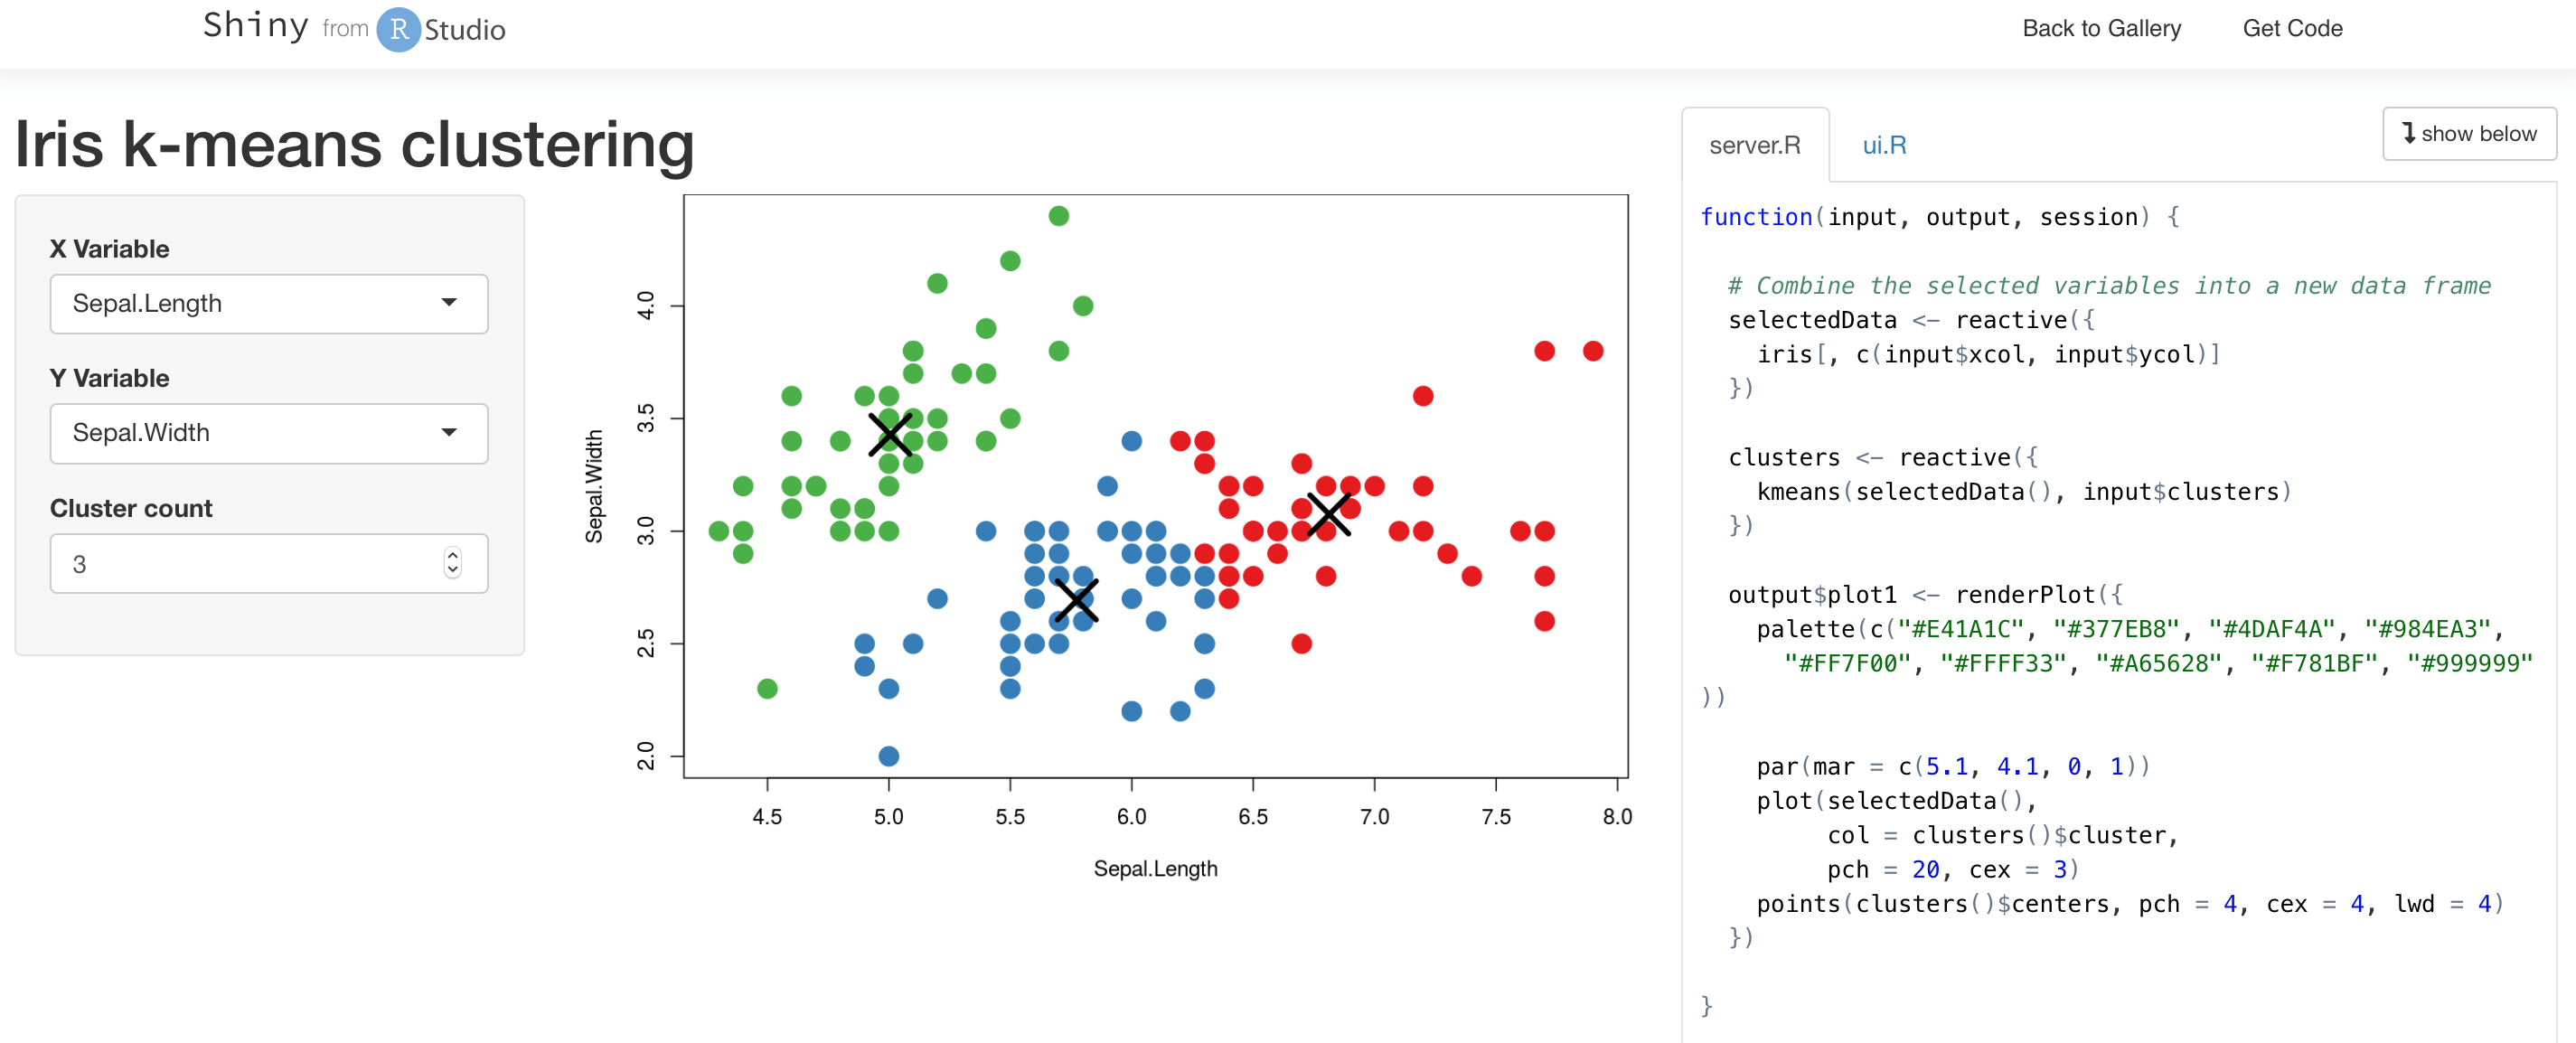 Shiny from R Studio
Back to Gallery Get Code
Iris k-means clustering
X Variable
Sepal.Length
Y Variable
Sepal.Width
Cluster count
3
Sepal.Width
4.0
3.5
3.0
2.5
2.0
4.5 5.0 5.5 6.0 6.5 7.0 7.5 8.0
Sepal.Length
server.R ui.R show below
function(input, output, session) {
# Combine the selected variables into a new data frame
selectedData <- reactive({
iris[, c(input$xcol, input$ycol)]
})
clusters <- reactive({
kmeans(selectedData(), input$clusters)
})
output$plot1 <- renderPlot({
palette(c("#E41A1C", "#377EB8", "#4DAF4A", "#984EA3",
"#FF7F00", "#FFFF33", "#A65628", "#F781BF", "#999999"
))
par(mar = c(5.1, 4.1, 0, 1))
plot(selectedData(),
col = clusters()$cluster,
pch = 20, cex = 3)
points(clusters()$centers, pch = 4, cex = 4, lwd = 4)
})
}